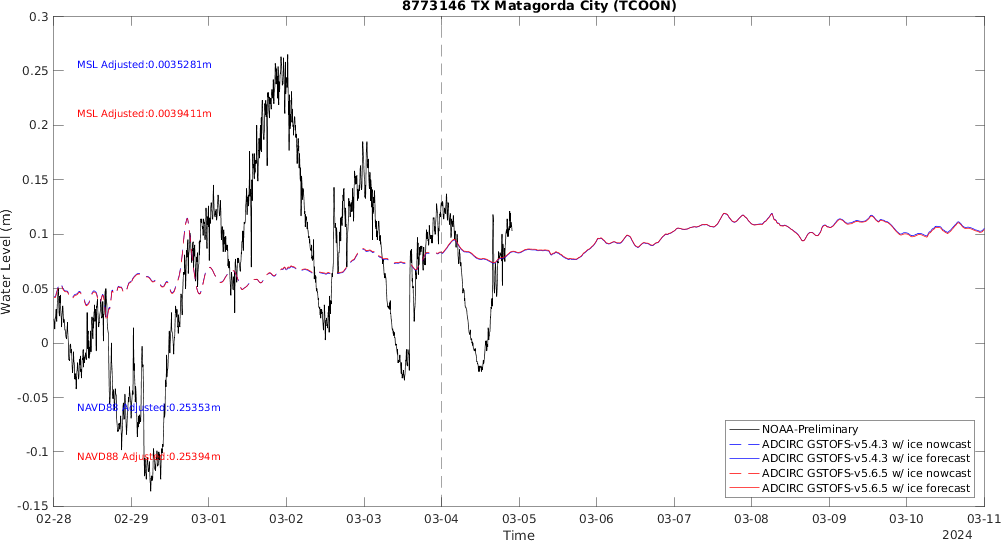 8773146 TX Matagorda City (TCOON)
0.3
0.25
0.2
0.15
0.1
0.05
0
-0.05
-0.1
-0.15
Water Level (m)
MSL Adjusted:0.0035281m
MSL Adjusted:0.0039411m
NAVD88 Adjusted:0.25353m
NAVD88 Adjusted:0.25394m
NOAA-Preliminary
ADCIRC GSTOFS-v5.4.3 w/ ice nowcast
ADCIRC GSTOFS-v5.4.3 w/ ice forecast
ADCIRC GSTOFS-v5.6.5 w/ ice nowcast
ADCIRC GSTOFS-v5.6.5 w/ ice forecast
02-28 02-29 03-01 03-02 03-03 03-04 03-05 03-06 03-07 03-08 03-09 03-10 03-11
Time
2024